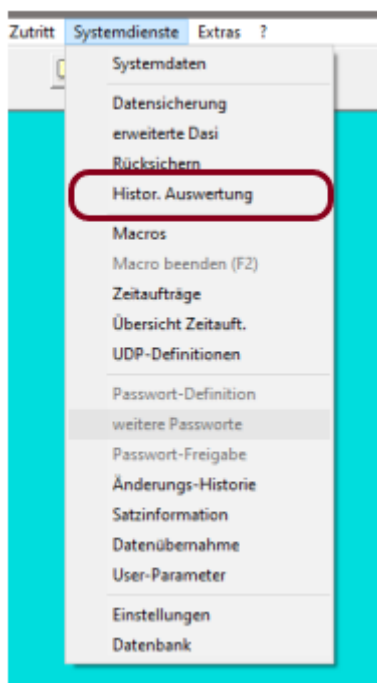 Zutritt Systemdienste Extras ?
Systemdaten
Datensicherung
erweiterte Dasi
Rücksichern
Histor. Auswertung
Macros
Macro beenden (F2)
Zeitaufträge
Übersicht Zeitauft.
UDP-Definitionen
Passwort-Definition
weitere Passworte
Passwort-Freigabe
Änderungs-Historie
Satzinformation
Datenübernahme
User-Parameter
Einstellungen
Datenbank